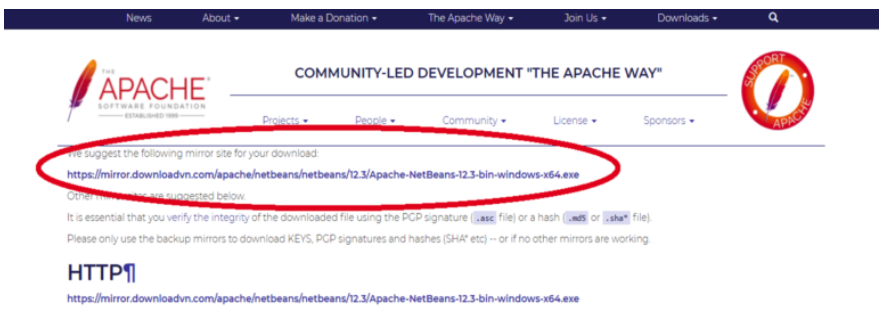 News About Make a Donation The Apache Way Join Us Downloads
THE
APACHE®
SOFTWARE FOUNDATION
ESTABLISHED 1999
COMMUNITY-LED DEVELOPMENT "THE APACHE WAY"
SUPPORT
APACHE
Projects People Community License Sponsors
We suggest the following mirror site for your download:
https://mirror.downloadvn.com/apache/netbeans/netbeans/12.3/Apache-NetBeans-12.3-bin-windows-x64.exe
Other mirror sites are suggested below.
It is essential that you verify the integrity of the downloaded file using the PGP signature (.asc file) or a hash (.md5 or .sha* file).
Please only use the backup mirrors to download KEYS, PGP signatures and hashes (SHA* etc) -- or if no other mirrors are working.
HTTP¶
https://mirror.downloadvn.com/apache/netbeans/netbeans/12.3/Apache-NetBeans-12.3-bin-windows-x64.exe